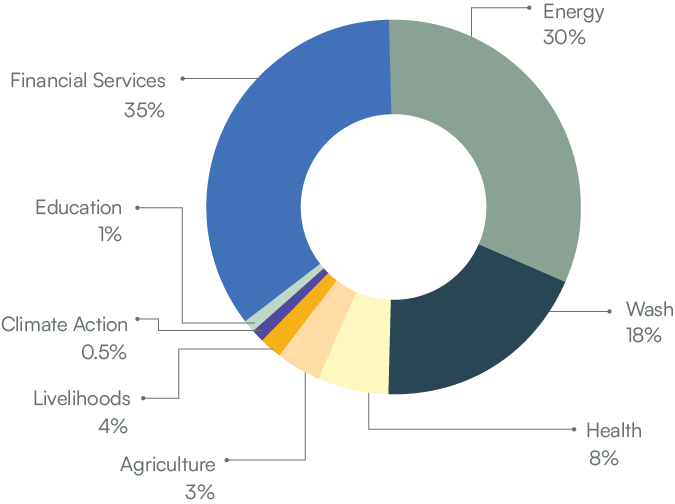 Energy
30%
Financial Services
35%
Education
1%
Wash
18%
Climate Action
0.5%
Livelihoods
4%
Health
8%
Agriculture
3%